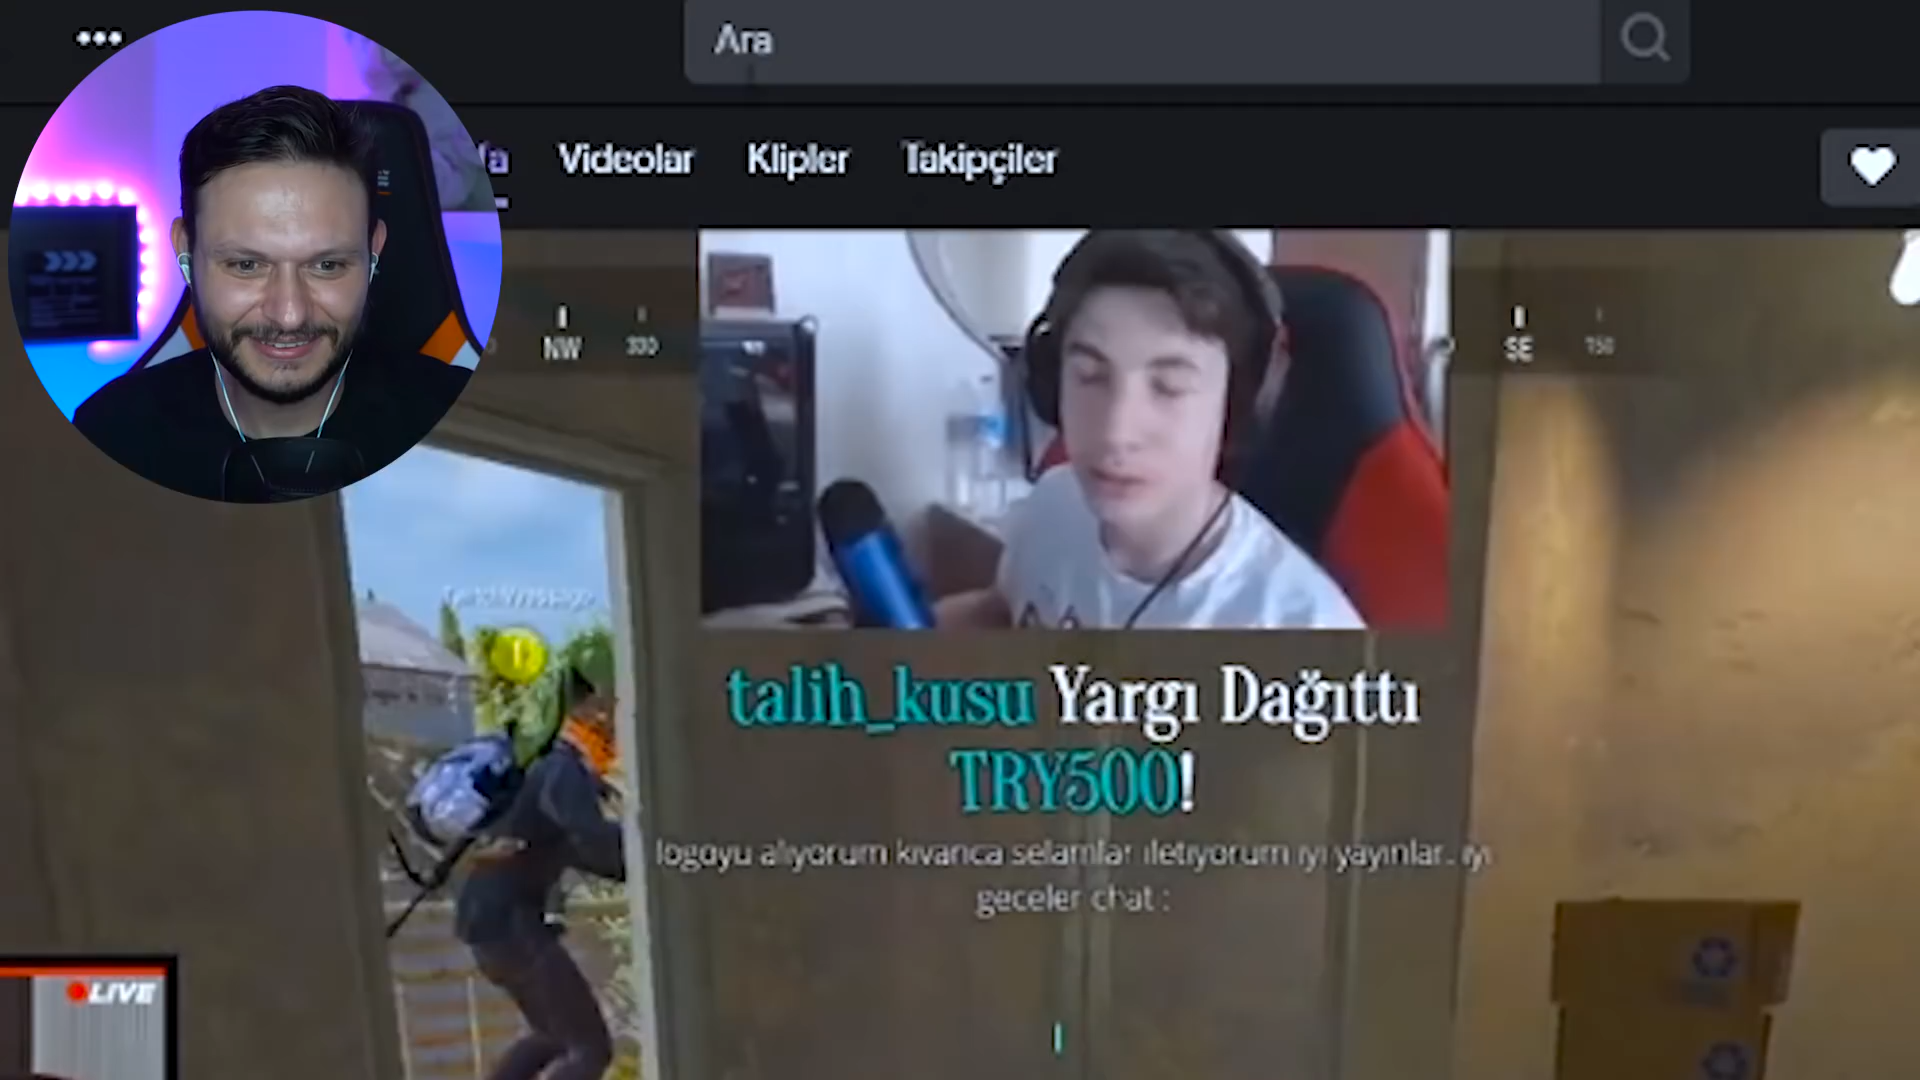 Ara
Videolar Klipler Takipçiler
NW 330 SE 150
talih_kusu Yargı Dağıttı
TRY500!
logoyu alıyorum kıvanca selamlar iletiyorum iyi yayınlar. iyi
geceler chat :
LIVE